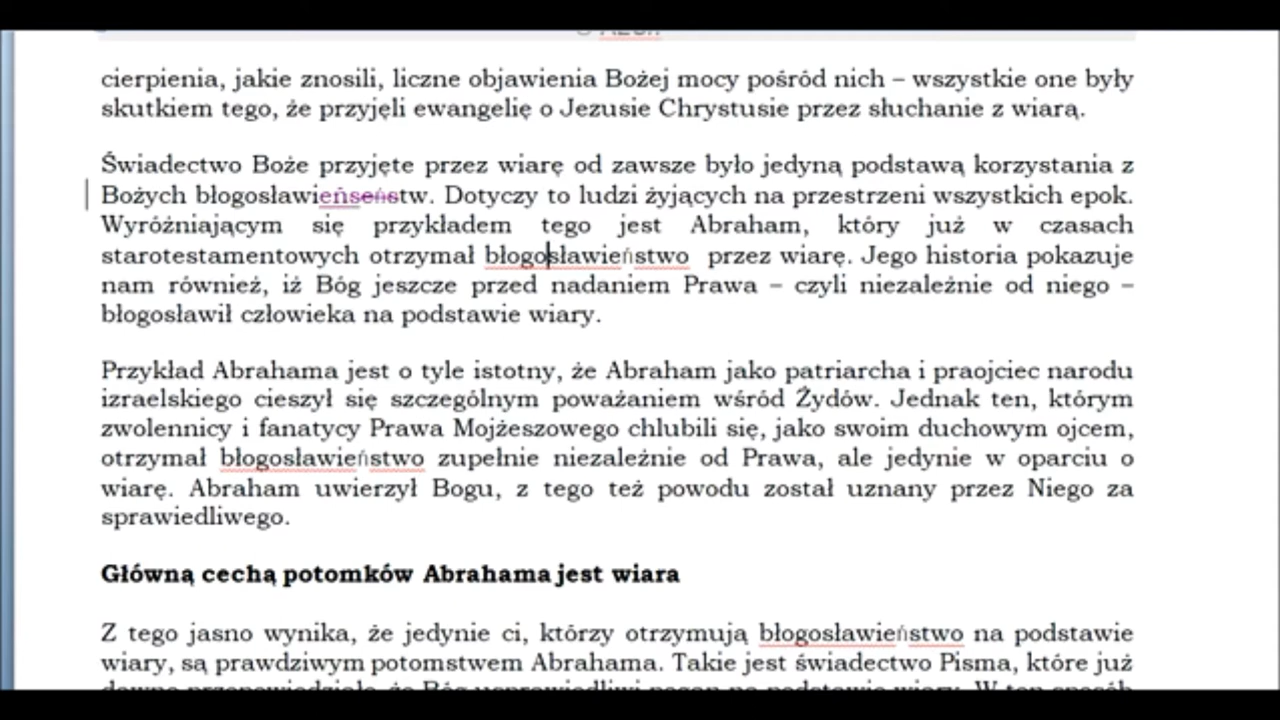 cierpienia, jakie znosili, liczne objawienia Bożej mocy pośród nich – wszystkie one były
skutkiem tego, że przyjęli ewangelię o Jezusie Chrystusie przez słuchanie z wiarą.
Świadectwo Boże przyjęte przez wiarę od zawsze było jedyną podstawą korzystania z
Bożych błogosławieńseństw. Dotyczy to ludzi żyjących na przestrzeni wszystkich epok.
Wyróżniającym się przykładem tego jest Abraham, który już w czasach
starotestamentowych otrzymał błogosławieństwo przez wiarę. Jego historia pokazuje
nam również, iż Bóg jeszcze przed nadaniem Prawa – czyli niezależnie od niego –
błogosławił człowieka na podstawie wiary.
Przykład Abrahama jest o tyle istotny, że Abraham jako patriarcha i praojciec narodu
izraelskiego cieszył się szczególnym poważaniem wśród Żydów. Jednak ten, którym
zwolennicy i fanatycy Prawa Mojżeszowego chlubili się, jako swoim duchowym ojcem,
otrzymał błogosławieństwo zupełnie niezależnie od Prawa, ale jedynie w oparciu o
wiarę. Abraham uwierzył Bogu, z tego też powodu został uznany przez Niego za
sprawiedliwego.
Główną cechą potomków Abrahama jest wiara
Z tego jasno wynika, że jedynie ci, którzy otrzymują błogosławieństwo na podstawie
wiary, są prawdziwym potomstwem Abrahama. Takie jest świadectwo Pisma, które już